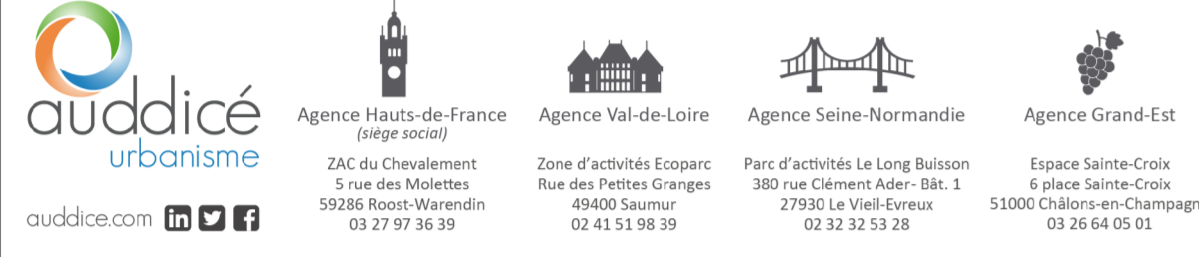 auddicé
urbanisme
auddice.com
Agence Hauts-de-France
(siège social)
ZAC du Chevalement
5 rue des Molettes
59286 Roost-Warendin
03 27 97 36 39
Agence Val-de-Loire
Zone d’activités Ecoparc
Rue des Petites Granges
49400 Saumur
02 41 51 98 39
Agence Seine-Normandie
Parc d’activités Le Long Buisson
380 rue Clément Ader- Bât. 1
27930 Le Vieil-Evreux
02 32 32 53 28
Agence Grand-Est
Espace Sainte-Croix
6 place Sainte-Croix
51000 Châlons-en-Champagn
03 26 64 05 01